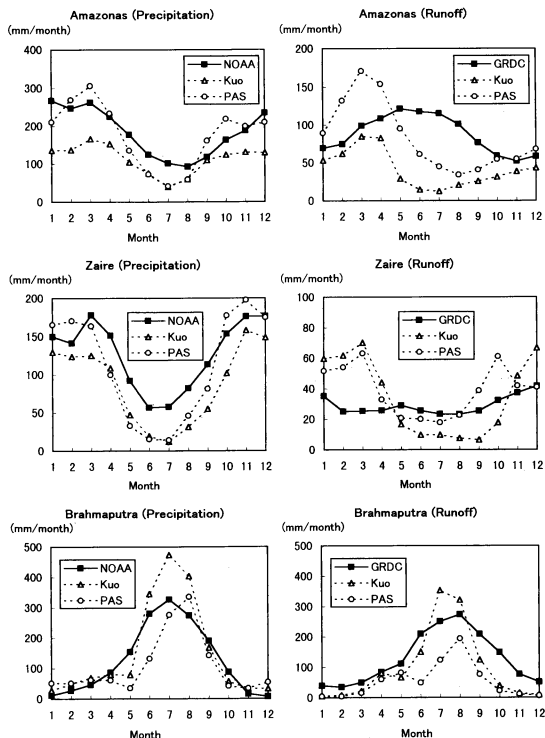 Amazonas (Precipitation)
(mm/month)
400
300
200
100
0
NOAA
Kuo
PAS
1 2 3 4 5 6 7 8 9 10 11 12
Month
Amazonas (Runoff)
(mm/month)
200
150
100
50
0
GRDC
Kuo
PAS
1 2 3 4 5 6 7 8 9 10 11 12
Month
Zaire (Precipitation)
(mm/month)
200
150
100
50
0
NOAA
Kuo
PAS
1 2 3 4 5 6 7 8 9 10 11 12
Month
Zaire (Runoff)
(mm/month)
100
80
60
40
20
0
GRDC
Kuo
PAS
1 2 3 4 5 6 7 8 9 10 11 12
Month
Brahmaputra (Precipitation)
(mm/month)
500
400
300
200
100
0
NOAA
Kuo
PAS
1 2 3 4 5 6 7 8 9 10 11 12
Month
Brahmaputra (Runoff)
(mm/month)
500
400
300
200
100
0
GRDC
Kuo
PAS
1 2 3 4 5 6 7 8 9 10 11 12
Month